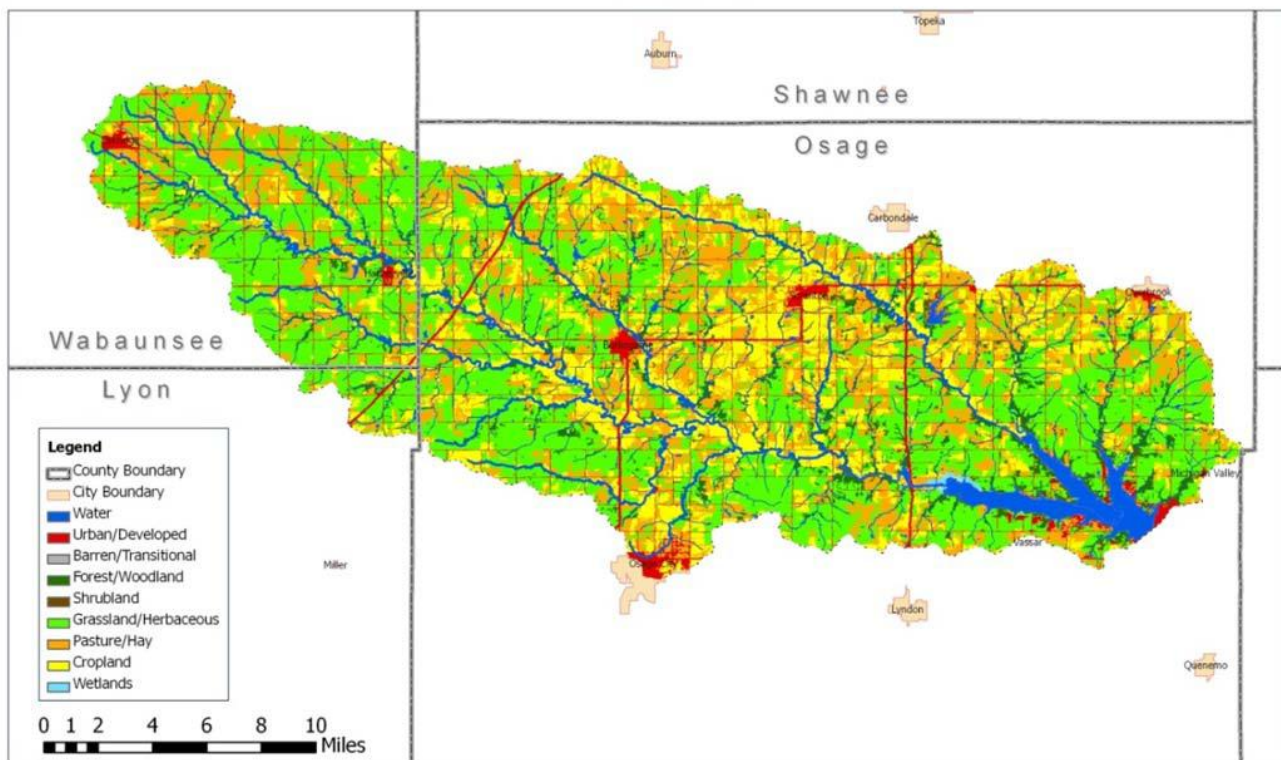 Topeka
Auburn
Shawnee
Osage
Carbondale
Wabaunsee
Lyon
Michigan Valley
Vassar
Miller
Lyndon
Quenemo
Legend
County Boundary
City Boundary
Water
Urban/Developed
Barren/Transitional
Forest/Woodland
Shrubland
Grassland/Herbaceous
Pasture/Hay
Cropland
Wetlands
0 1 2 4 6 8 10
Miles